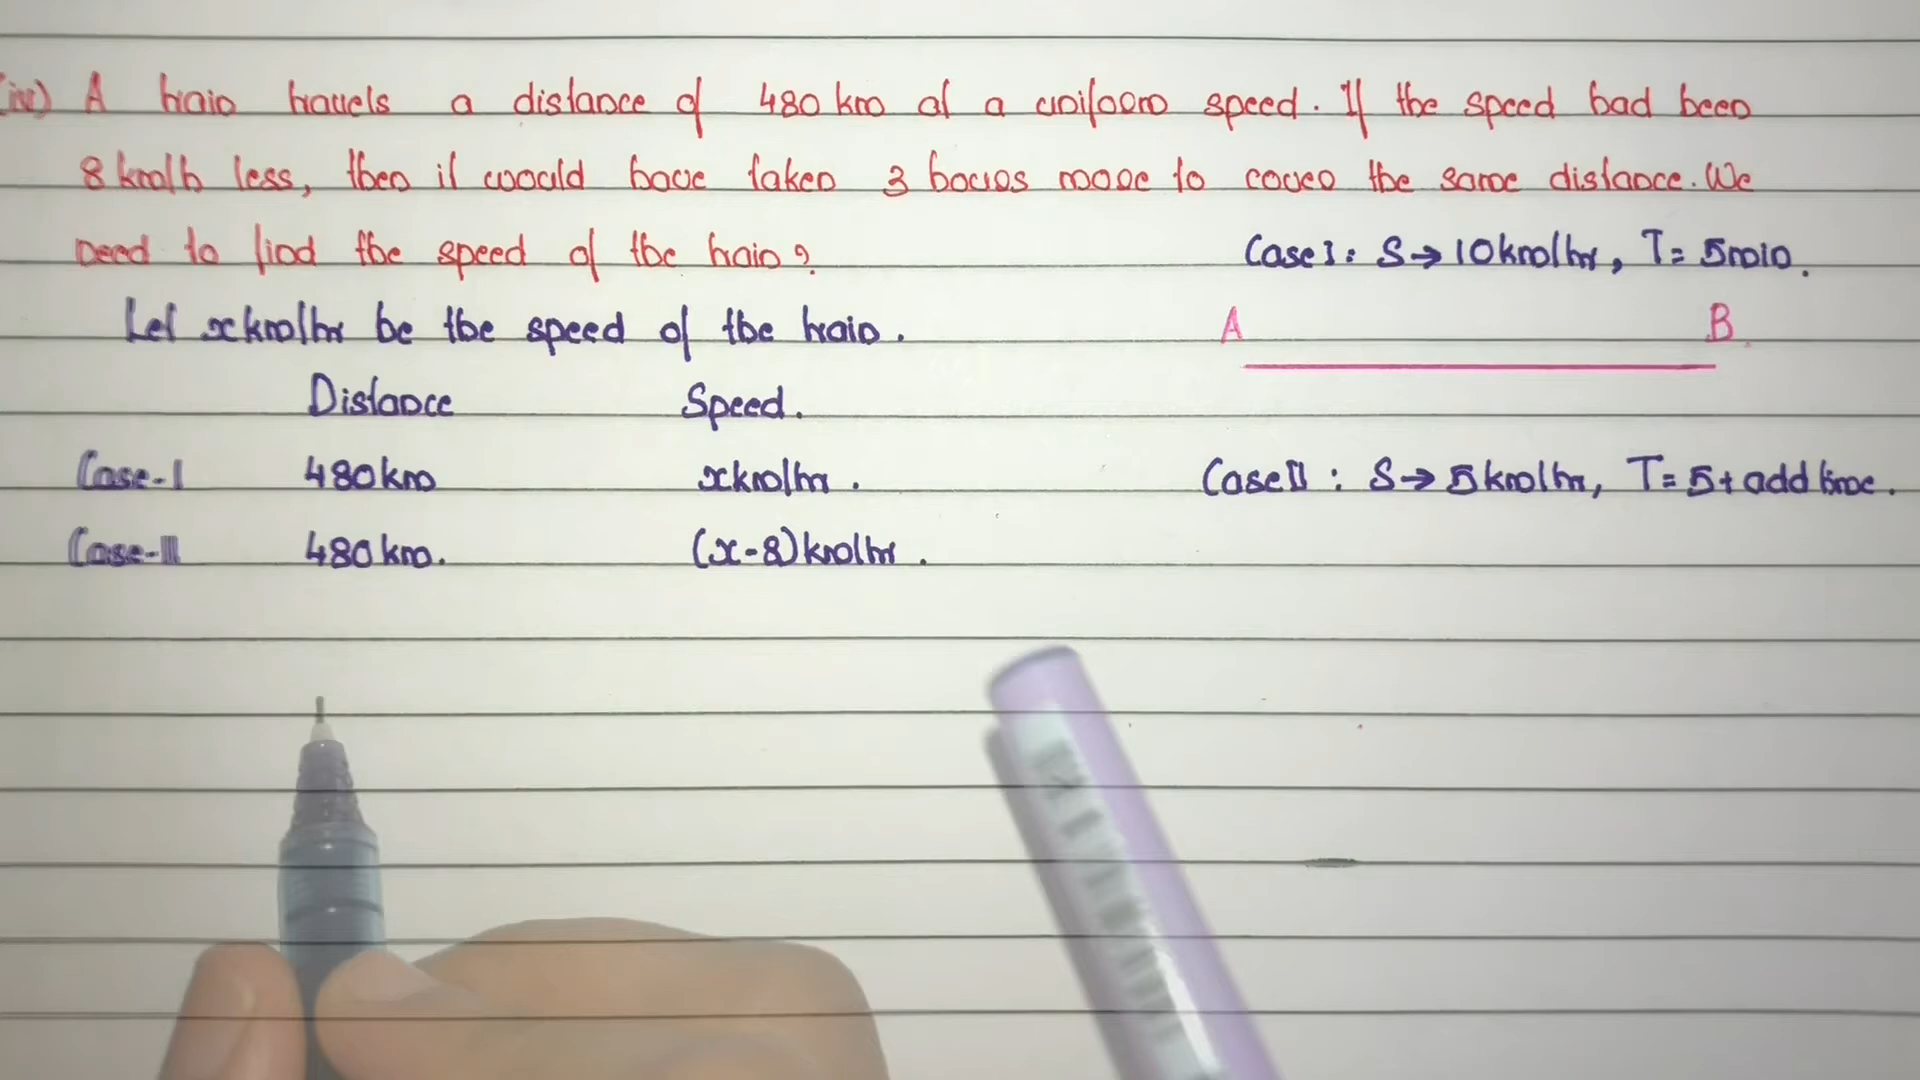 (iv) A train travels a distance of 480 km at a uniform speed. If the speed had been
8 km/h less, then it would have taken 3 hours more to cover the same distance. We
need to find the speed of the train?
Case I : S → 10 km/hr, T = 5 min.
Let x km/hr be the speed of the train.
A B
Distance Speed.
Case-I 480 km x km/hr.
Case II : S → 5 km/hr, T = 5 + add time.
Case-II 480 km. (x-8) km/hr.